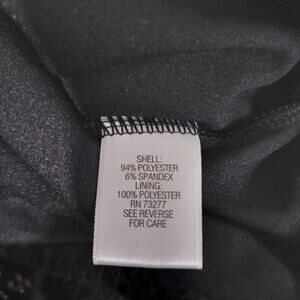 SHELL:
94% POLYESTER
6% SPANDEX
LINING:
100% POLYESTER
RN 73277
SEE REVERSE
FOR CARE